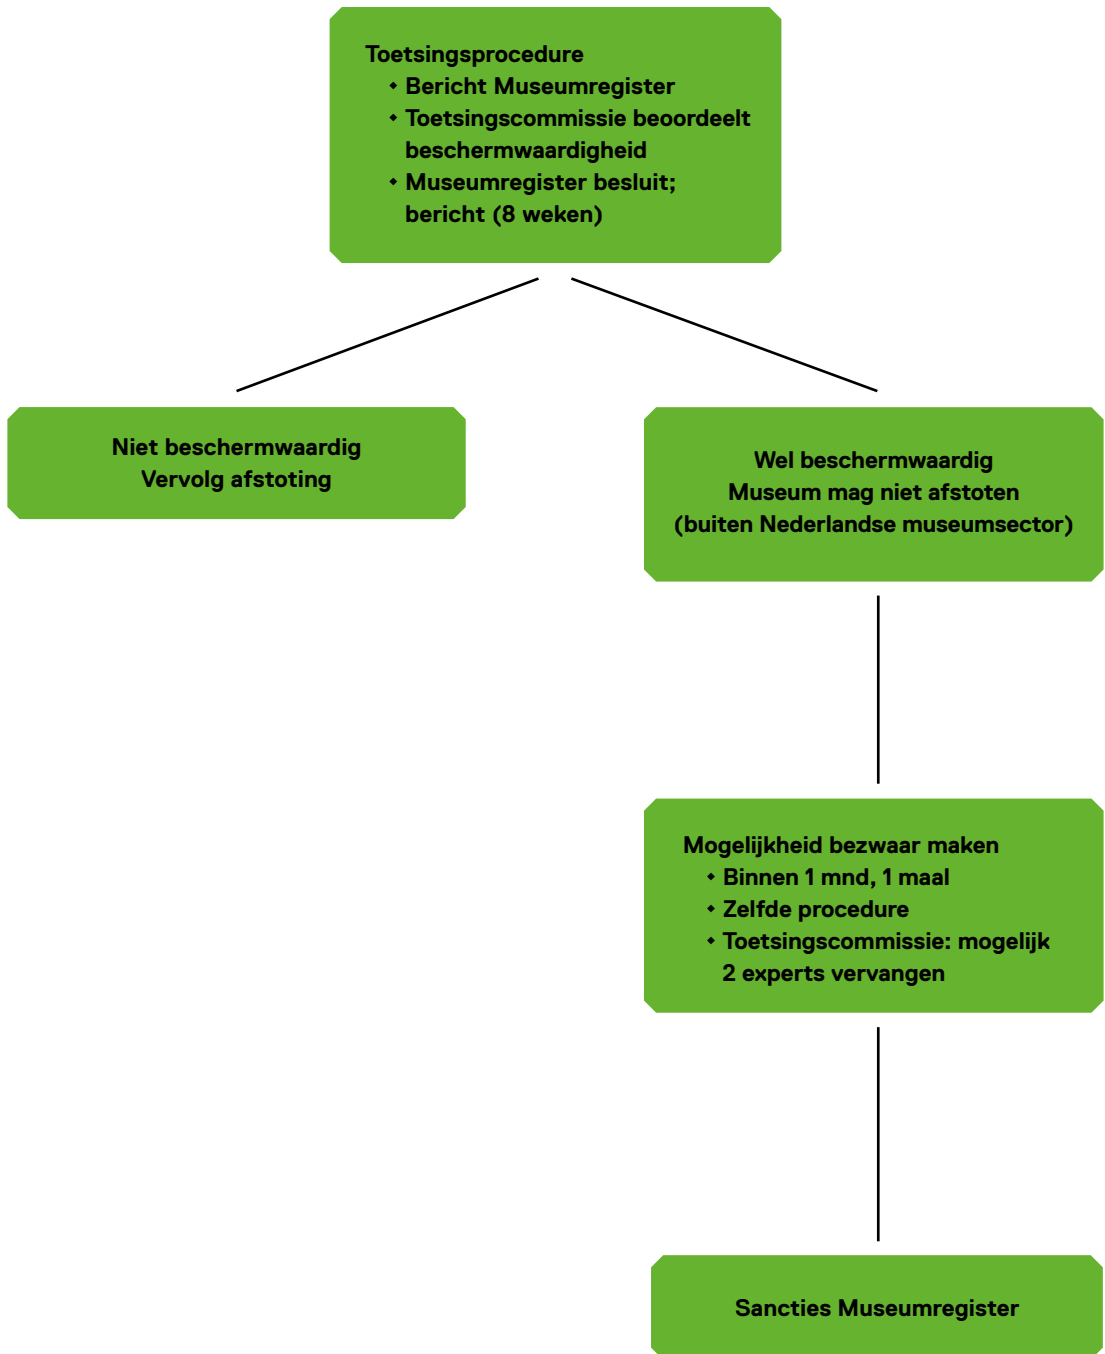 Toetsingsprocedure
• Bericht Museumregister
• Toetsingscommissie beoordeelt
beschermwaardigheid
• Museumregister besluit;
bericht (8 weken)
Niet beschermwaardig
Vervolg afstoting
Wel beschermwaardig
Museum mag niet afstoten
(buiten Nederlandse museumsector)
Mogelijkheid bezwaar maken
• Binnen 1 mnd, 1 maal
• Zelfde procedure
• Toetsingscommissie: mogelijk
2 experts vervangen
Sancties Museumregister